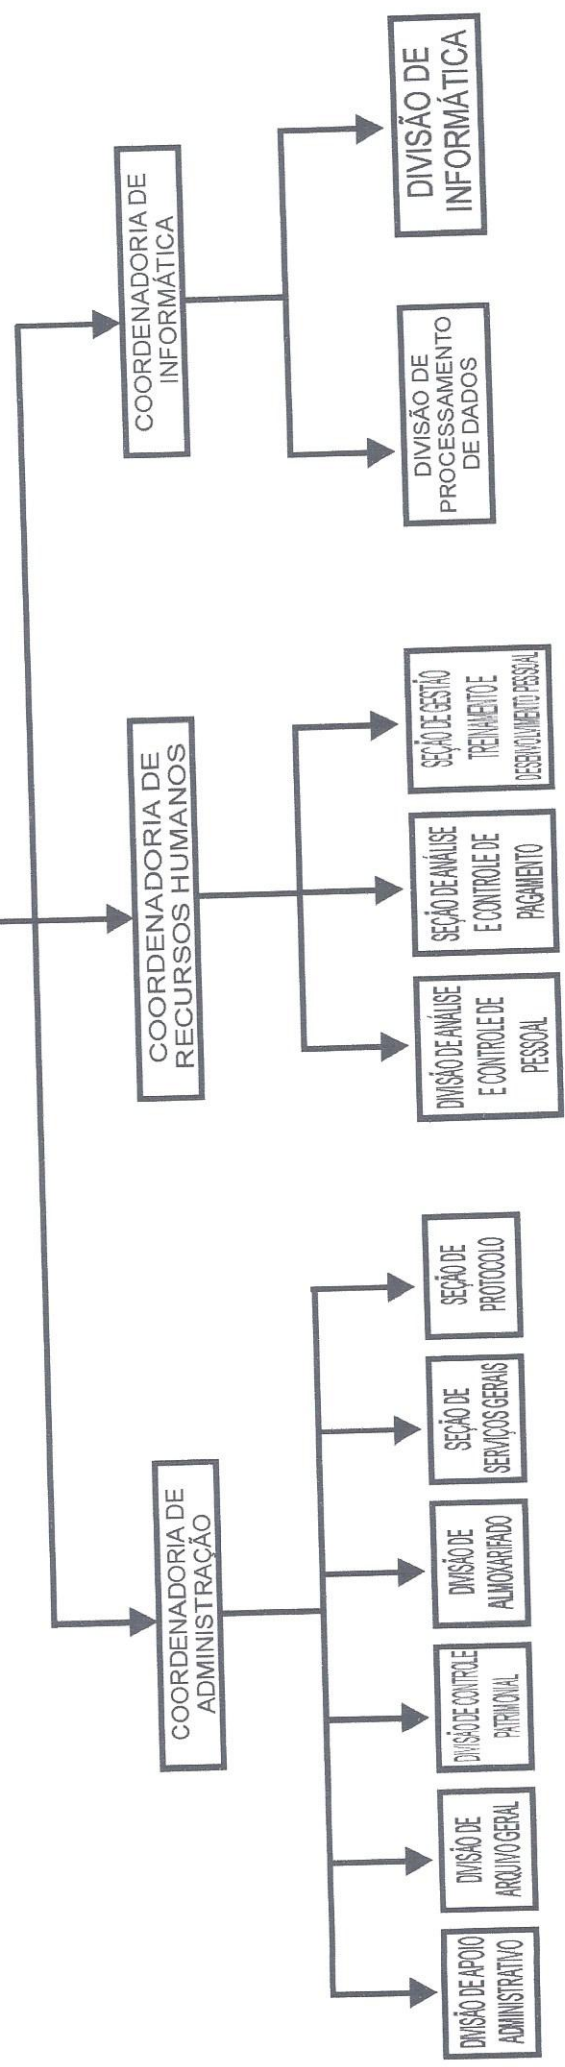 COORDENADORIA DE
ADMINISTRAÇÃO
COORDENADORIA DE
RECURSOS HUMANOS
COORDENADORIA DE
INFORMÁTICA
DIVISÃO DE APOIO
ADMINISTRATIVO
DIVISÃO DE
ARQUIVO GERAL
DIVISÃO DE CONTROLE
PATRIMONIAL
DIVISÃO DE
ALMOXARIFADO
SEÇÃO DE
SERVIÇOS GERAIS
SEÇÃO DE
PROTOCOLO
DIVISÃO DE ANÁLISE
E CONTROLE DE
PESSOAL
SEÇÃO DE ANÁLISE
E CONTROLE DE
PAGAMENTO
SEÇÃO DE GESTÃO
TREINAMENTO E
DESENVOLVIMENTO PESSOAL
DIVISÃO DE
PROCESSAMENTO
DE DADOS
DIVISÃO DE
INFORMÁTICA